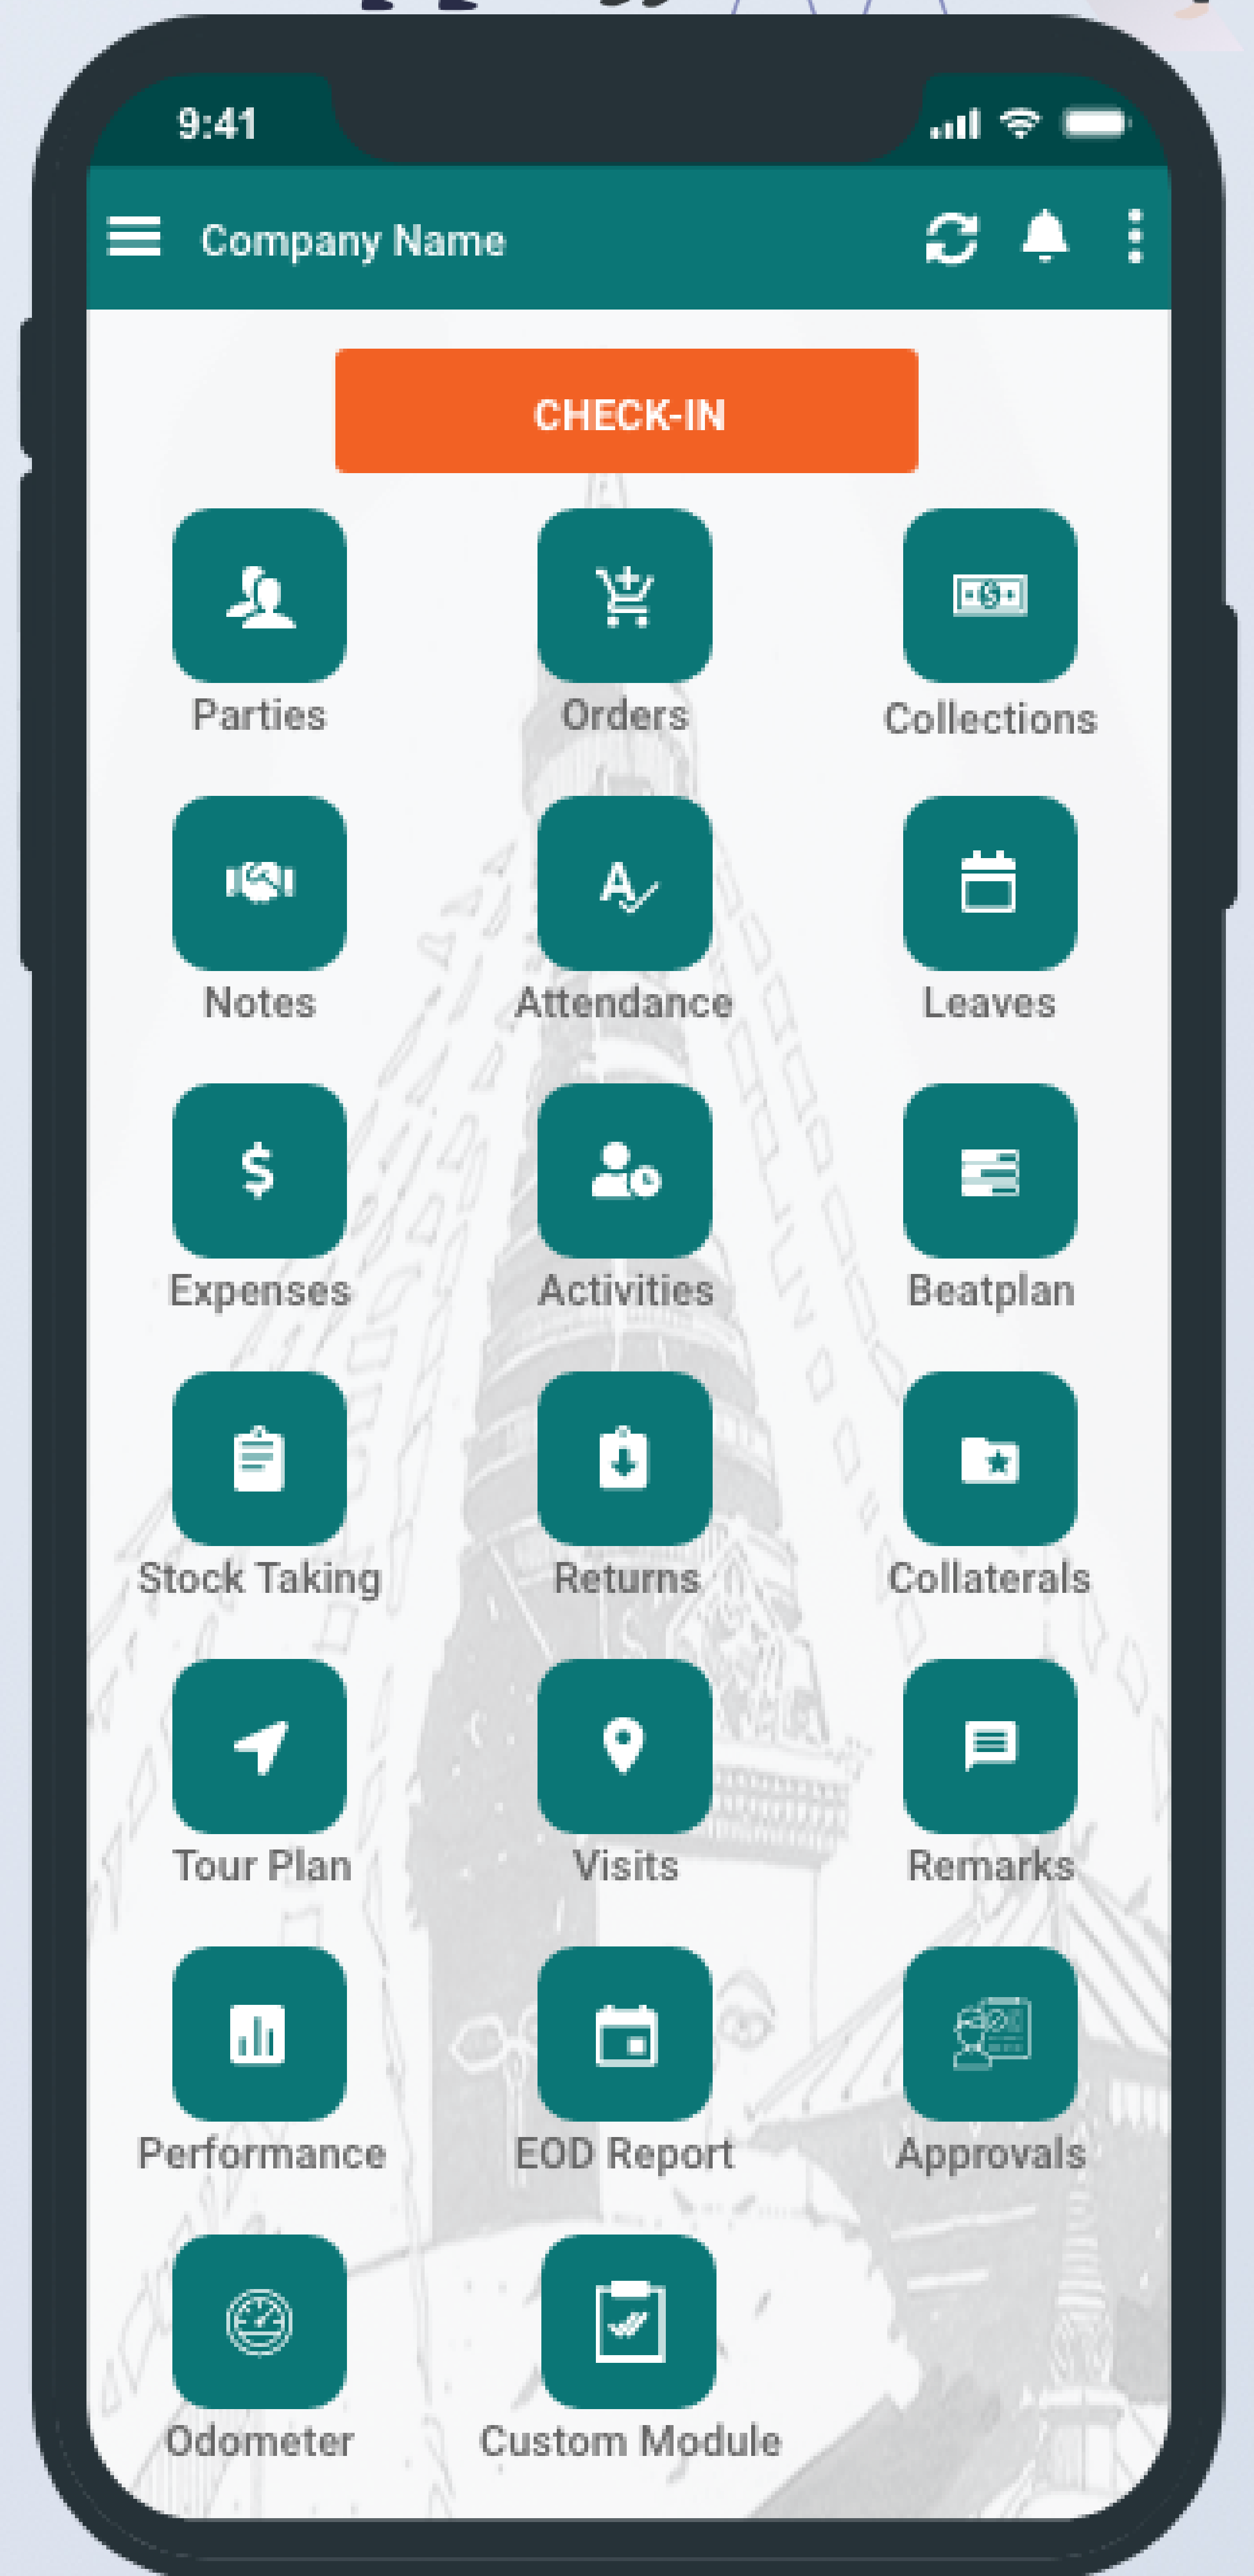 9:41
Company Name
CHECK-IN
Parties
Orders
Collections
Notes
Attendance
Leaves
Expenses
Activities
Beatplan
Stock Taking
Returns
Collaterals
Tour Plan
Visits
Remarks
Performance
EOD Report
Approvals
Odometer
Custom Module